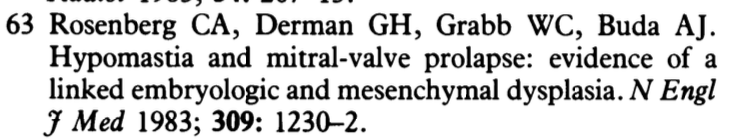 63 Rosenberg CA, Derman GH, Grabb WC, Buda AJ.
Hypomastia and mitral-valve prolapse: evidence of a
linked embryologic and mesenchymal dysplasia. N Engl
J Med 1983; 309: 1230–2.